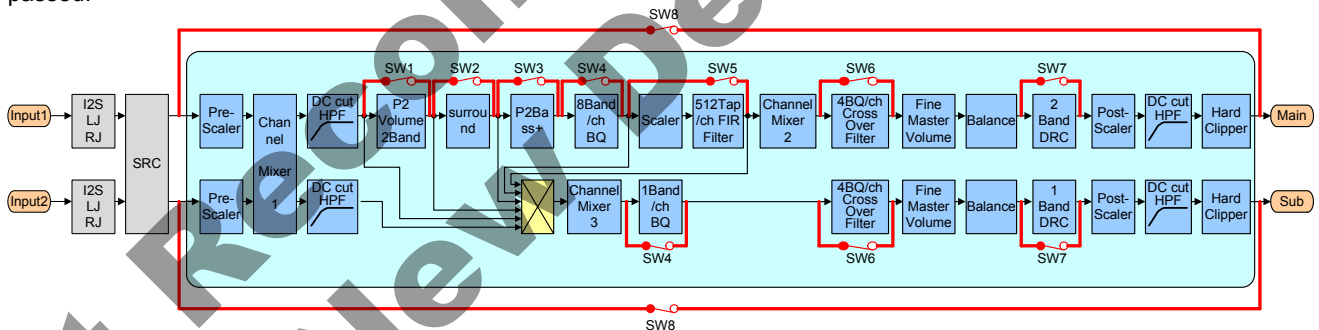 passed.
SW8
SW1
SW2
SW3
SW4
SW5
SW6
SW7
Input1
I2S
LJ
RJ
SRC
Pre-
Scaler
Chan
nel
Mixer
1
DC cut
HPF
P2
Volume
2Band
surrou
nd
P2Ba
ss+
8Band
/ch
BQ
Scaler
512Tap
/ch FIR
Filter
Channel
Mixer
2
4BQ/ch
Cross
Over
Filter
Fine
Master
Volume
Balance
2
Band
DRC
Post-
Scaler
DC cut
HPF
Hard
Clipper
Main
Input2
I2S
LJ
RJ
Pre-
Scaler
DC cut
HPF
Channel
Mixer
3
1Band
/ch
BQ
4BQ/ch
Cross
Over
Filter
Fine
Master
Volume
Balance
1
Band
DRC
Post-
Scaler
DC cut
HPF
Hard
Clipper
Sub
SW4
SW6
SW7
SW8